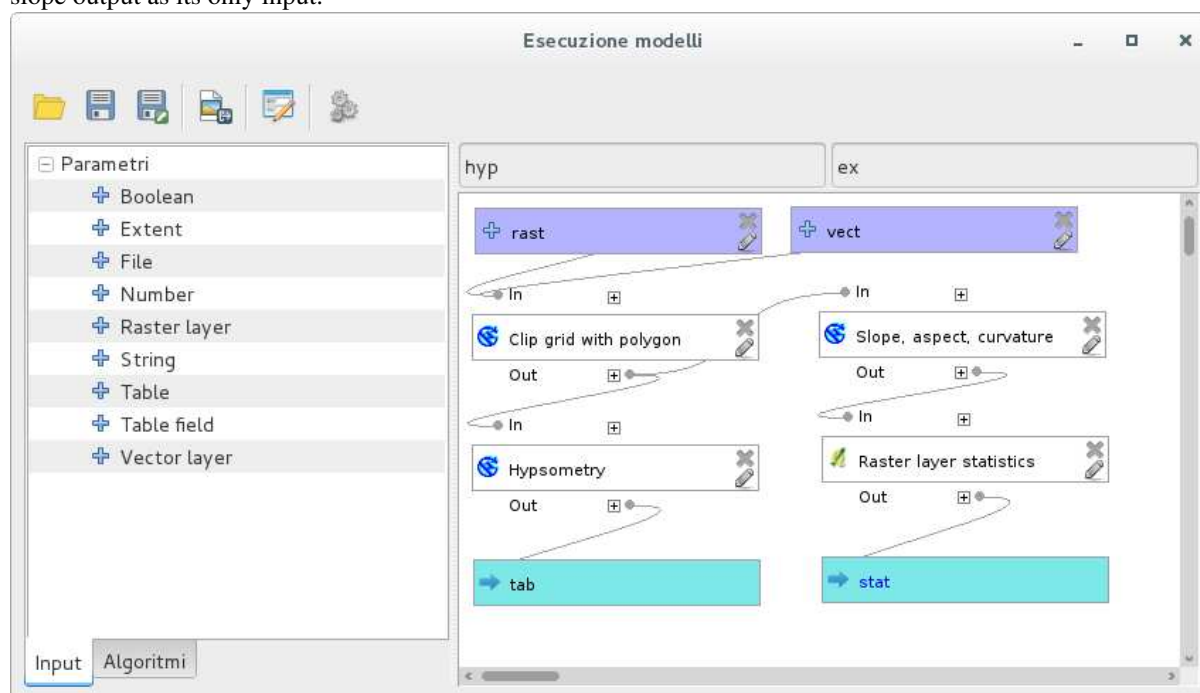 slope output as its only input.
Esecuzione modelli
Parametri
Boolean
Extent
File
Number
Raster layer
String
Table
Table field
Vector layer
Input
Algoritmi
hyp
ex
rast
vect
In
In
Clip grid with polygon
Slope, aspect, curvature
Out
Out
In
In
Hypsometry
Raster layer statistics
Out
Out
tab
stat